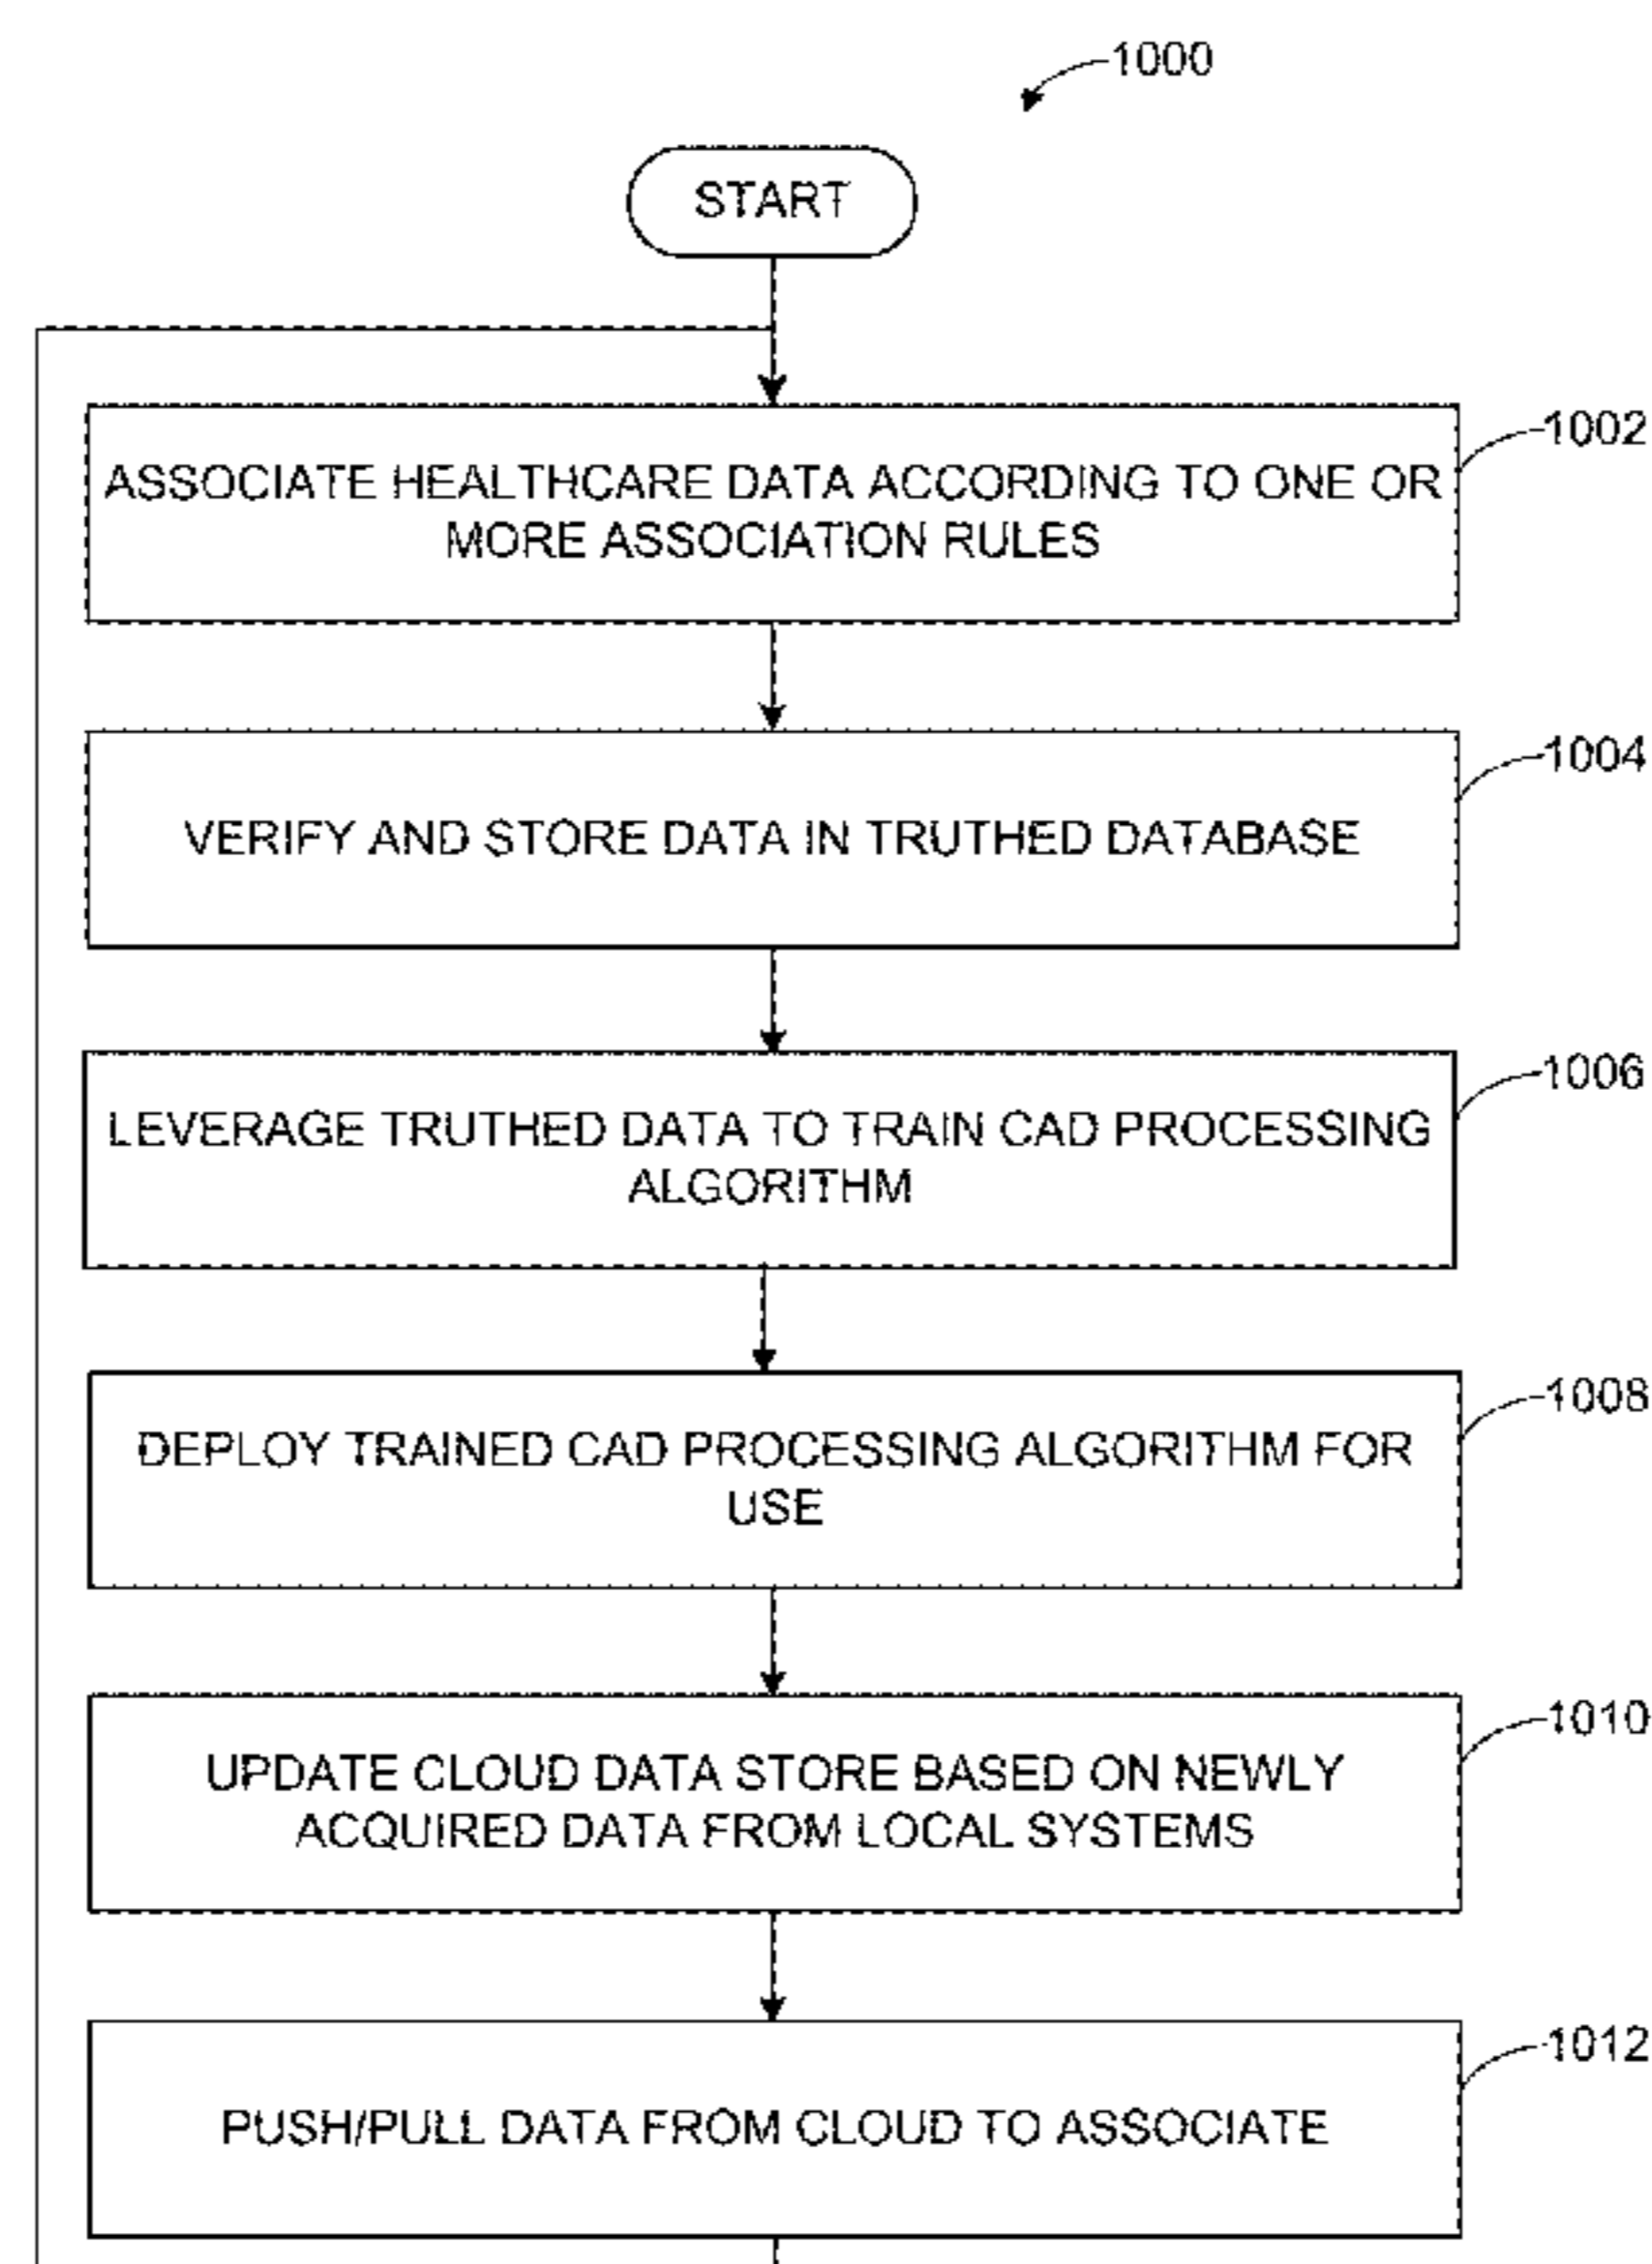 1000
START
1002
ASSOCIATE HEALTHCARE DATA ACCORDING TO ONE OR
MORE ASSOCIATION RULES
1004
VERIFY AND STORE DATA IN TRUTHED DATABASE
1006
LEVERAGE TRUTHED DATA TO TRAIN CAD PROCESSING
ALGORITHM
1008
DEPLOY TRAINED CAD PROCESSING ALGORITHM FOR
USE
1010
UPDATE CLOUD DATA STORE BASED ON NEWLY
ACQUIRED DATA FROM LOCAL SYSTEMS
1012
PUSH/PULL DATA FROM CLOUD TO ASSOCIATE